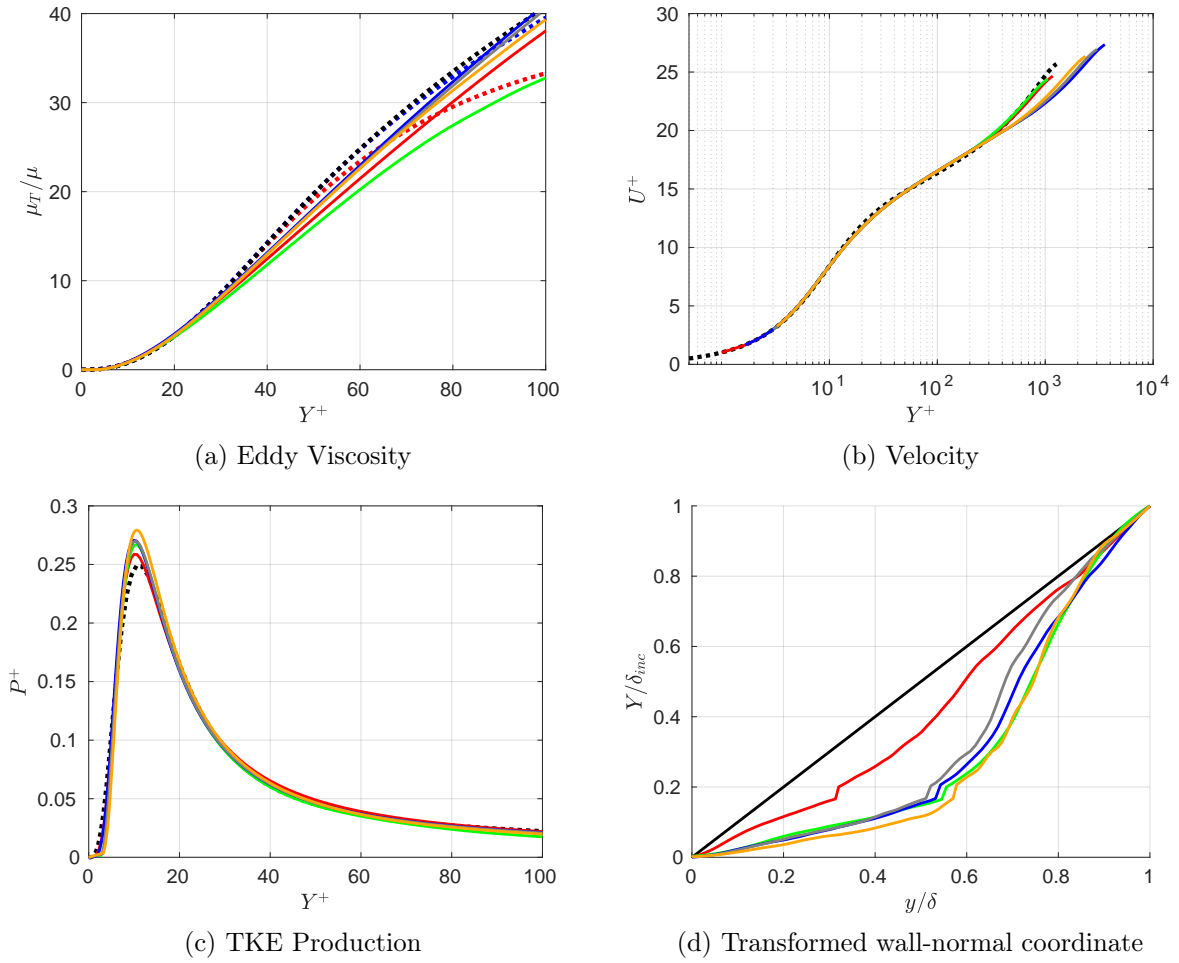 40
30
20
10
0
μ_T/μ
0 20 40 60 80 100
Y^+
(a) Eddy Viscosity
30
25
20
15
10
5
0
U^+
10^1 10^2 10^3 10^4
Y^+
(b) Velocity
0.3
0.25
0.2
0.15
0.1
0.05
0
P^+
0 20 40 60 80 100
Y^+
(c) TKE Production
1
0.8
0.6
0.4
0.2
0
Y/δ_{inc}
0 0.2 0.4 0.6 0.8 1
y/δ
(d) Transformed wall-normal coordinate